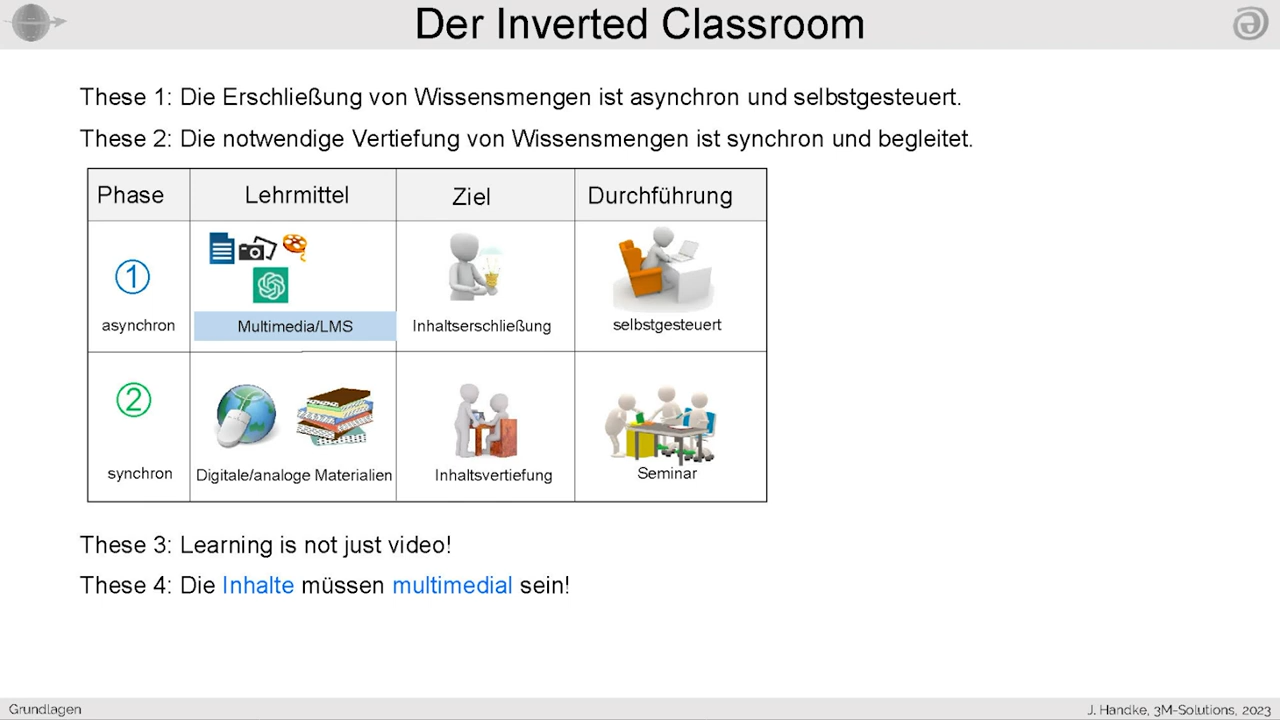 Der Inverted Classroom
These 1: Die Erschließung von Wissensmengen ist asynchron und selbstgesteuert.
These 2: Die notwendige Vertiefung von Wissensmengen ist synchron und begleitet.
Phase Lehrmittel Ziel Durchführung
1
asynchron Multimedia/LMS Inhaltserschließung selbstgesteuert
2
synchron Digitale/analoge Materialien Inhaltsvertiefung Seminar
These 3: Learning is not just video!
These 4: Die Inhalte müssen multimedial sein!
Grundlagen J. Handke, 3M-Solutions, 2023